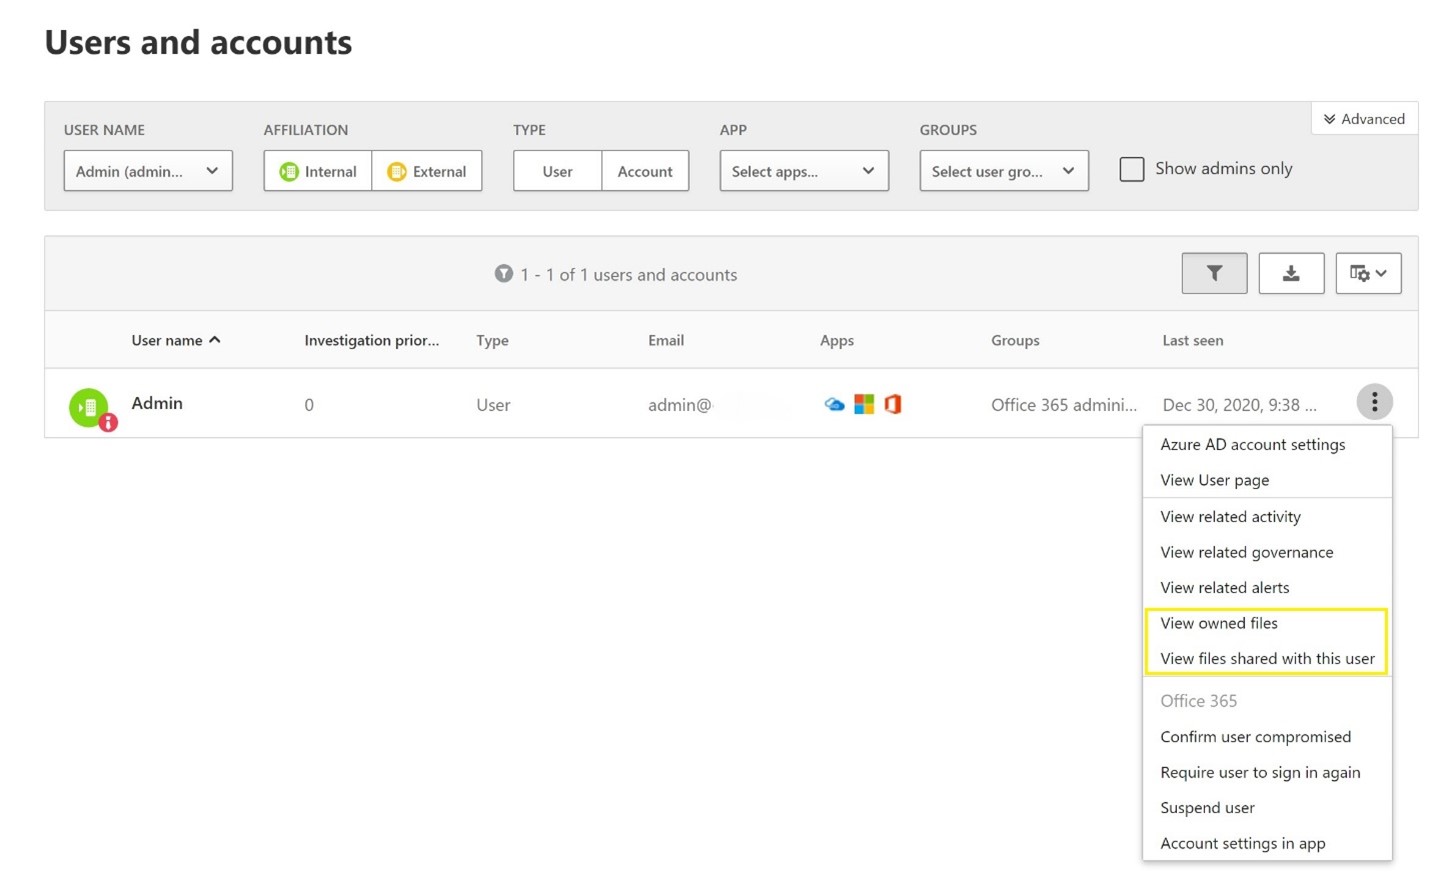 Users and accounts
Advanced
USER NAME AFFILIATION TYPE APP GROUPS
Admin (admin... Internal External User Account Select apps... Select user gro... Show admins only
1 - 1 of 1 users and accounts
User name Investigation prior... Type Email Apps Groups Last seen
Admin 0 User admin@ Office 365 admini... Dec 30, 2020, 9:38 ...
Azure AD account settings
View User page
View related activity
View related governance
View related alerts
View owned files
View files shared with this user
Office 365
Confirm user compromised
Require user to sign in again
Suspend user
Account settings in app